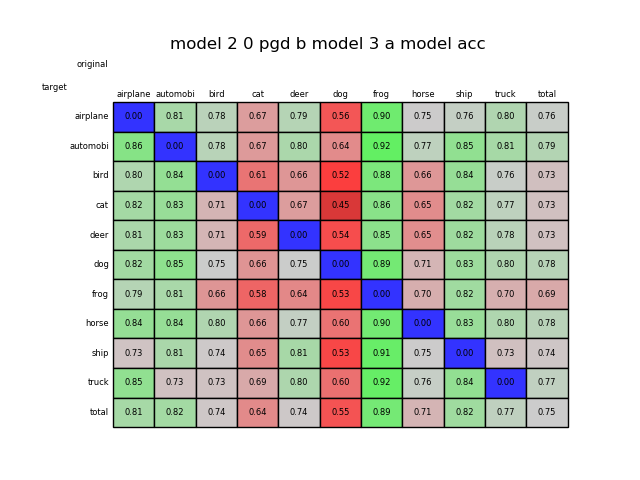 model 2 0 pgd b model 3 a model acc
original
target
airplane automobi bird cat deer dog frog horse ship truck total
airplane 0.00 0.81 0.78 0.67 0.79 0.56 0.90 0.75 0.76 0.80 0.76
automobi 0.86 0.00 0.78 0.67 0.80 0.64 0.92 0.77 0.85 0.81 0.79
bird 0.80 0.84 0.00 0.61 0.66 0.52 0.88 0.66 0.84 0.76 0.73
cat 0.82 0.83 0.71 0.00 0.67 0.45 0.86 0.65 0.82 0.77 0.73
deer 0.81 0.83 0.71 0.59 0.00 0.54 0.85 0.65 0.82 0.78 0.73
dog 0.82 0.85 0.75 0.66 0.75 0.00 0.89 0.71 0.83 0.80 0.78
frog 0.79 0.81 0.66 0.58 0.64 0.53 0.00 0.70 0.82 0.70 0.69
horse 0.84 0.84 0.80 0.66 0.77 0.60 0.90 0.00 0.83 0.80 0.78
ship 0.73 0.81 0.74 0.65 0.81 0.53 0.91 0.75 0.00 0.73 0.74
truck 0.85 0.73 0.73 0.69 0.80 0.60 0.92 0.76 0.84 0.00 0.77
total 0.81 0.82 0.74 0.64 0.74 0.55 0.89 0.71 0.82 0.77 0.75